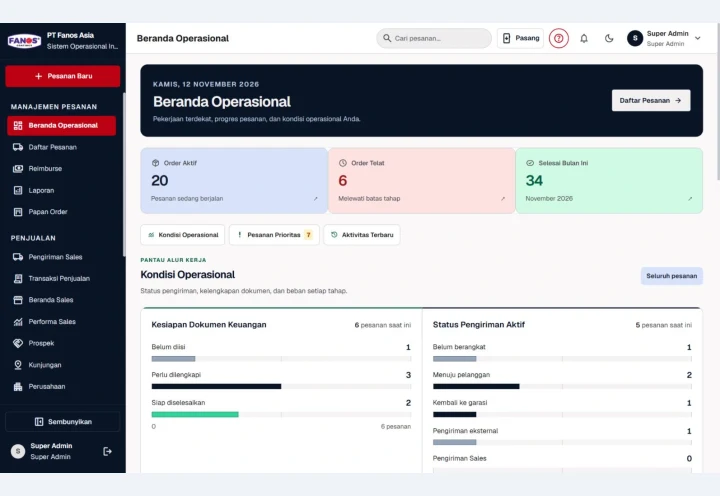 FANOS
PT Fanos Asia
Sistem Operasional In...
+ Pesanan Baru
MANAJEMEN PESANAN
Beranda Operasional
Daftar Pesanan
Reimburse
Laporan
Papan Order
PENJUALAN
Pengiriman Sales
Transaksi Penjualan
Beranda Sales
Performa Sales
Prospek
Kunjungan
Perusahaan
Sembunyikan
S
Super Admin
Super Admin
Beranda Operasional
Cari pesanan...
Pasang
?
S
Super Admin
Super Admin
KAMIS, 12 NOVEMBER 2026
Beranda Operasional
Pekerjaan terdekat, progres pesanan, dan kondisi operasional Anda.
Daftar Pesanan →
Order Aktif
20
Pesanan sedang berjalan ↗
Order Telat
6
Melewati batas tahap ↗
Selesai Bulan Ini
34
November 2026 ↗
Kondisi Operasional
! Pesanan Prioritas 7
Aktivitas Terbaru
PANTAU ALUR KERJA
Kondisi Operasional
Status pengiriman, kelengkapan dokumen, dan beban setiap tahap.
Seluruh pesanan
Kesiapan Dokumen Keuangan 6 pesanan saat ini
Belum diisi 1
Perlu dilengkapi 3
Siap diselesaikan 2
0 6 pesanan
Status Pengiriman Aktif 5 pesanan saat ini
Belum berangkat 1
Menuju pelanggan 2
Kembali ke garasi 1
Pengiriman eksternal 1
Pengiriman Sales 0